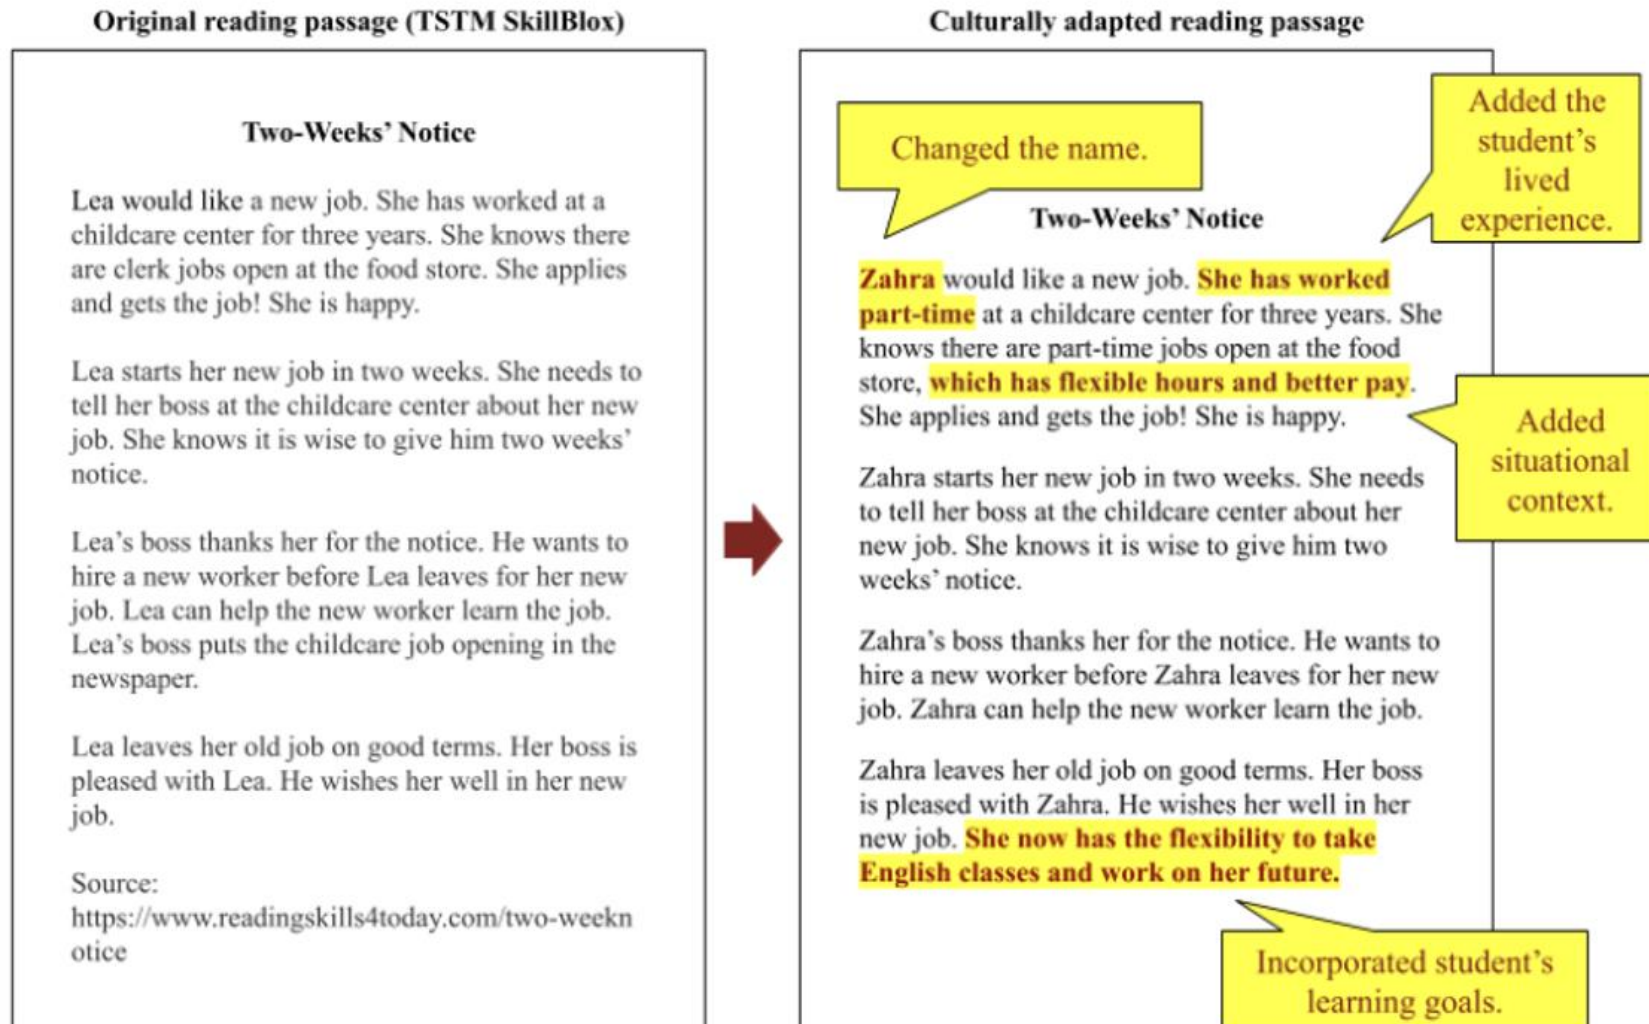 Original reading passage (TSTM SkillBlox)
Two-Weeks' Notice
Lea would like a new job. She has worked at a
childcare center for three years. She knows there
are clerk jobs open at the food store. She applies
and gets the job! She is happy.
Lea starts her new job in two weeks. She needs to
tell her boss at the childcare center about her new
job. She knows it is wise to give him two weeks'
notice.
Lea's boss thanks her for the notice. He wants to
hire a new worker before Lea leaves for her new
job. Lea can help the new worker learn the job.
Lea's boss puts the childcare job opening in the
newspaper.
Lea leaves her old job on good terms. Her boss is
pleased with Lea. He wishes her well in her new
job.
Source:
https://www.readingskills4today.com/two-weekn
otice
Culturally adapted reading passage
Changed the name.
Added the
student's
lived
experience.
Two-Weeks' Notice
Zahra would like a new job. She has worked
part-time at a childcare center for three years. She
knows there are part-time jobs open at the food
store, which has flexible hours and better pay.
She applies and gets the job! She is happy.
Added
situational
context.
Zahra starts her new job in two weeks. She needs
to tell her boss at the childcare center about her
new job. She knows it is wise to give him two
weeks' notice.
Zahra's boss thanks her for the notice. He wants to
hire a new worker before Zahra leaves for her new
job. Zahra can help the new worker learn the job.
Zahra leaves her old job on good terms. Her boss
is pleased with Zahra. He wishes her well in her
new job. She now has the flexibility to take
English classes and work on her future.
Incorporated student's
learning goals.